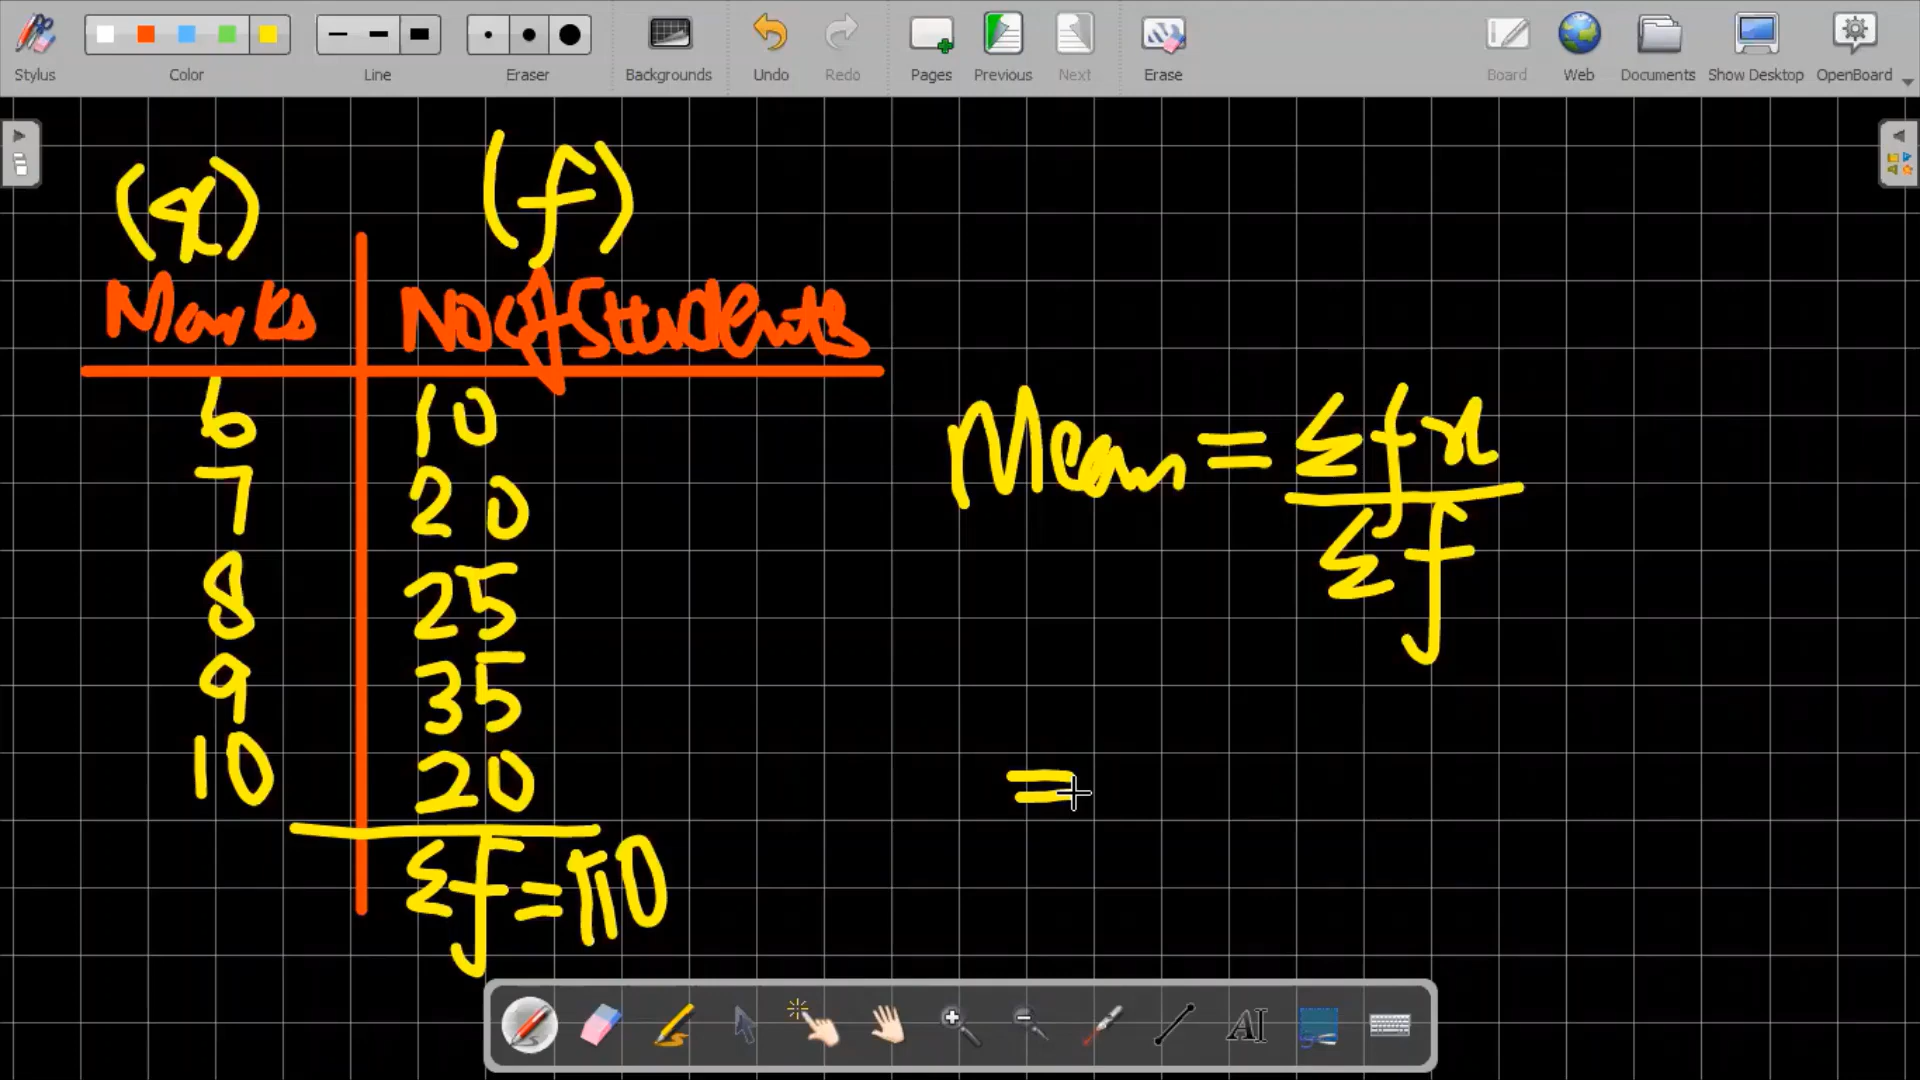 Stylus Color Line Eraser Backgrounds Undo Redo Pages Previous Next Erase Board Web Documents Show Desktop OpenBoard
(x) (f)
Marks No of Students
6 10
7 20
8 25
9 35
10 20
Σf = 110
Mean = Σfx
Σf
=
AI